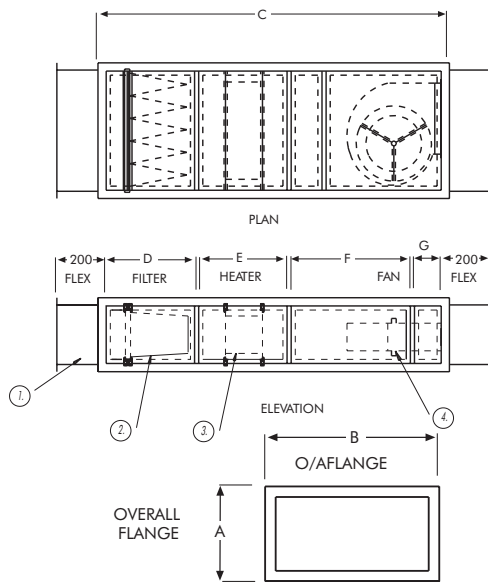 C
PLAN
200 D E F G 200
FLEX FILTER HEATER FAN FLEX
1. 2. 3. 4.
ELEVATION
B
O/AFLANGE
OVERALL
FLANGE
A